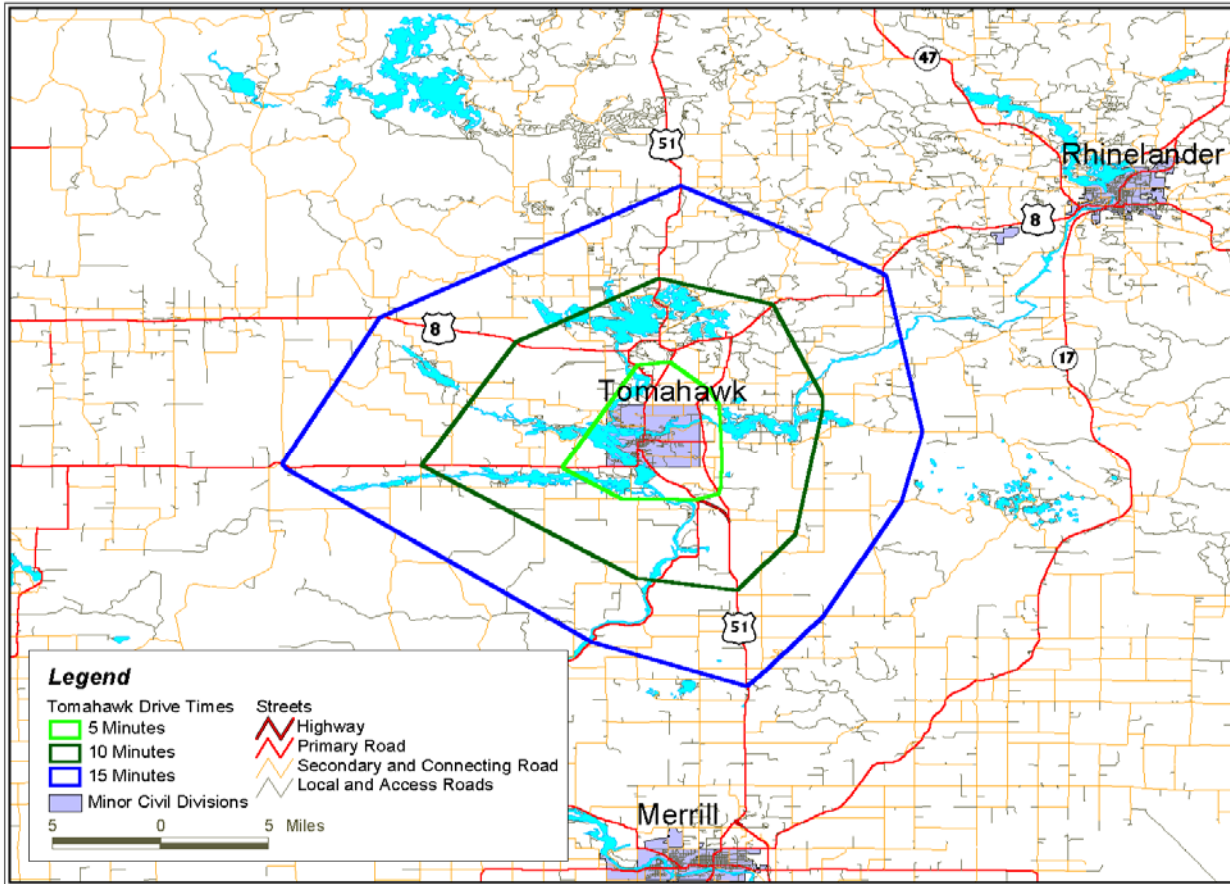 47
51
Rhinelander
8
8
17
Tomahawk
51
Legend
Tomahawk Drive Times
5 Minutes
10 Minutes
15 Minutes
Minor Civil Divisions
5 0 5 Miles
Streets
Highway
Primary Road
Secondary and Connecting Road
Local and Access Roads
Merrill